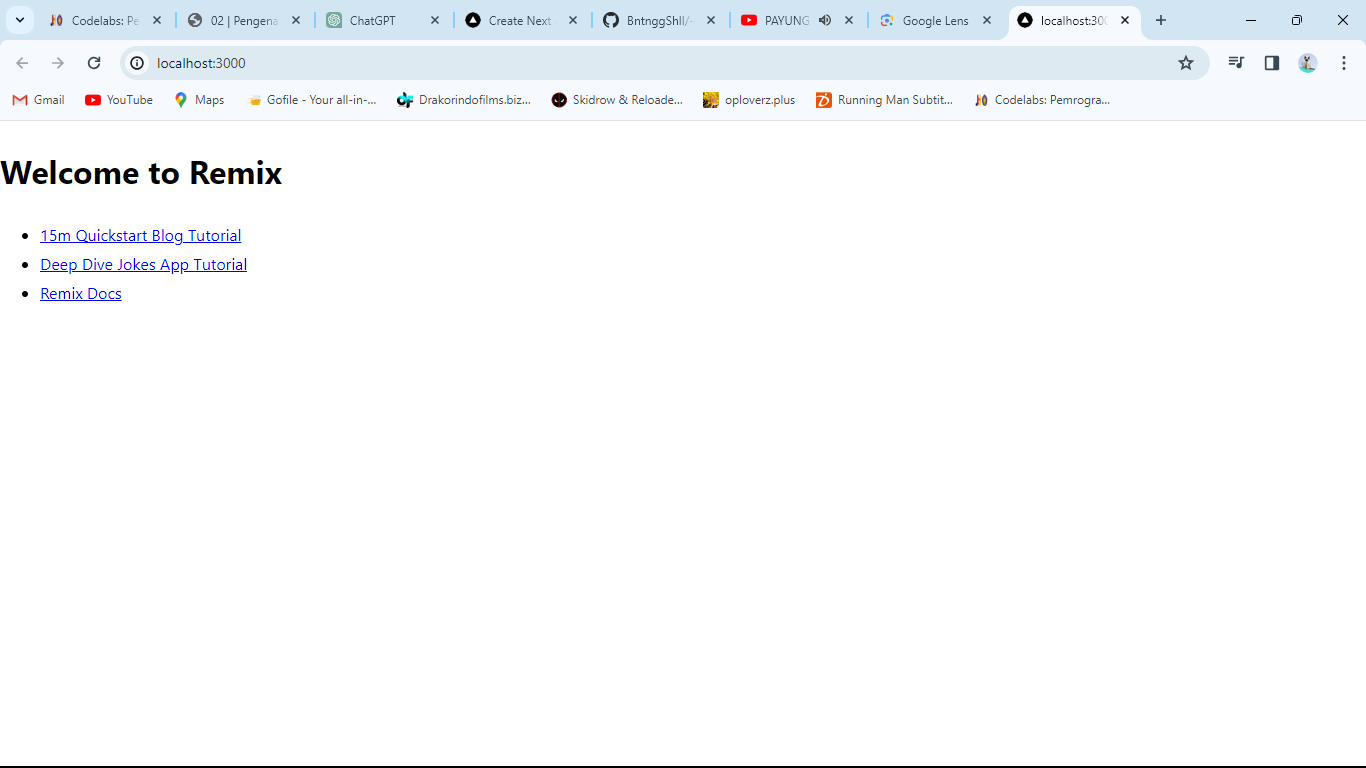 Codelabs: Pe
02 | Pengena
ChatGPT
Create Next
BntnggShll/-
PAYUNG
Google Lens
localhost:300
localhost:3000
Gmail
YouTube
Maps
Gofile - Your all-in-...
Drakorindofilms.biz...
Skidrow & Reloade...
oploverz.plus
Running Man Subtit...
Codelabs: Pemrogra...
Welcome to Remix
• 15m Quickstart Blog Tutorial
• Deep Dive Jokes App Tutorial
• Remix Docs